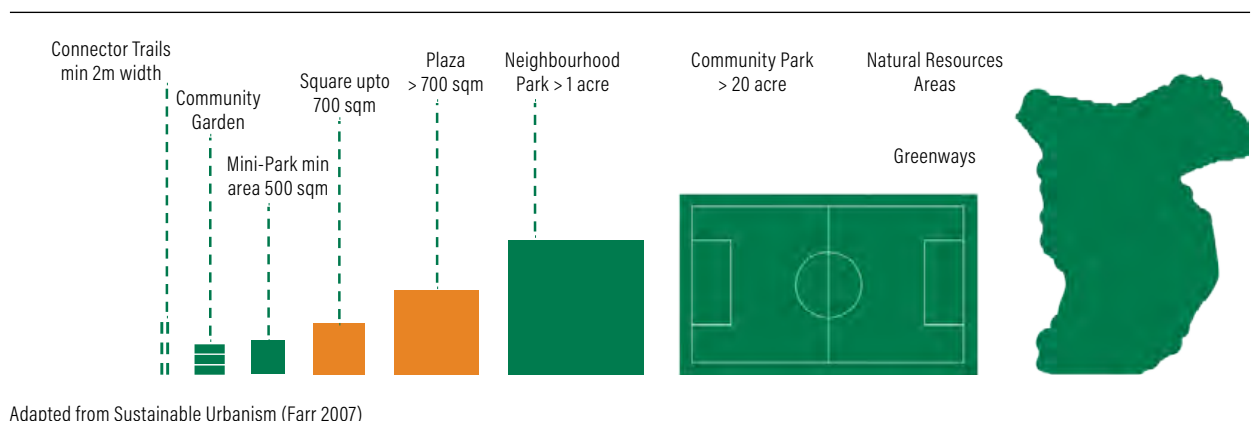 Connector Trails
min 2m width
Community
Garden
Mini-Park min
area 500 sqm
Square upto
700 sqm
Plaza
> 700 sqm
Neighbourhood
Park > 1 acre
Community Park
> 20 acre
Natural Resources
Areas
Greenways
Adapted from Sustainable Urbanism (Farr 2007)